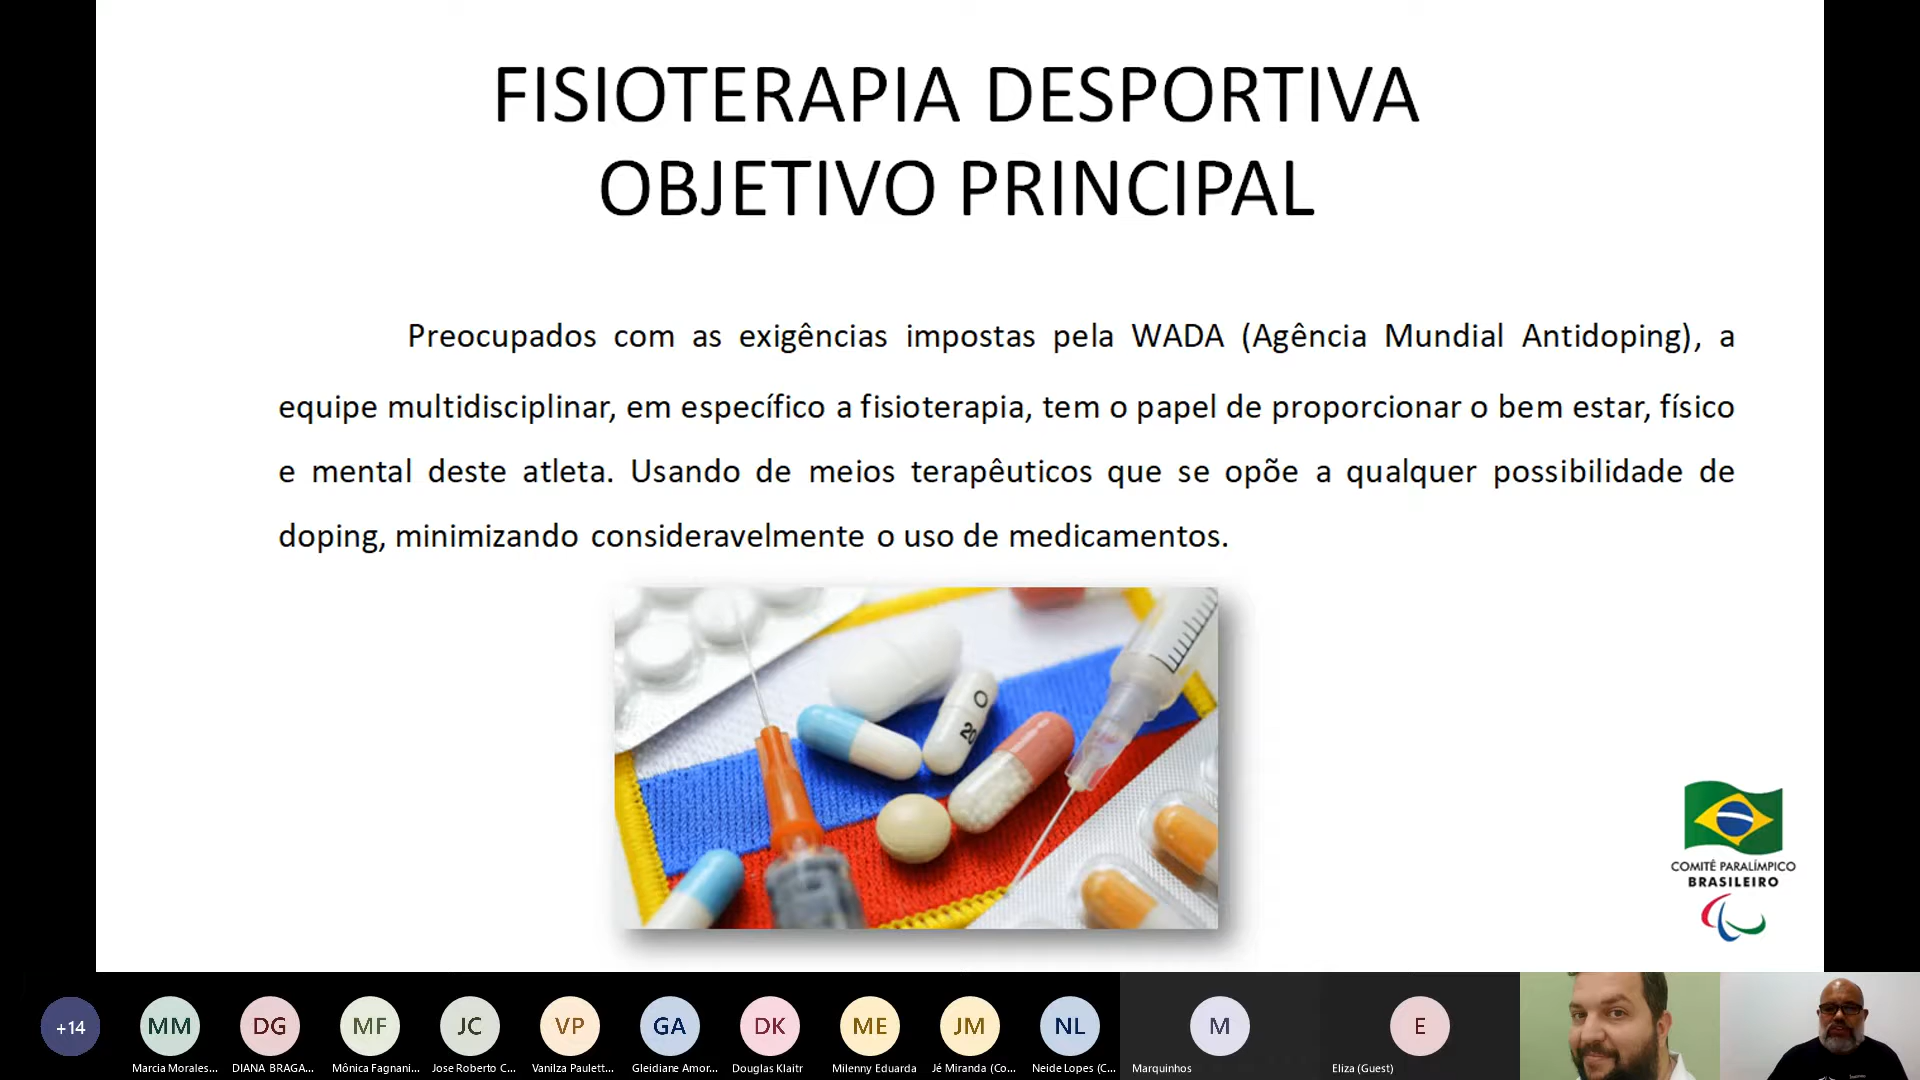 FISIOTERAPIA DESPORTIVA
OBJETIVO PRINCIPAL
Preocupados com as exigências impostas pela WADA (Agência Mundial Antidoping), a
equipe multidisciplinar, em específico a fisioterapia, tem o papel de proporcionar o bem estar, físico
e mental deste atleta. Usando de meios terapêuticos que se opõe a qualquer possibilidade de
doping, minimizando consideravelmente o uso de medicamentos.
O
20
COMITÊ PARALÍMPICO
BRASILEIRO
+14
MM
DG
MF
JC
VP
GA
DK
ME
JM
NL
M
E
Marcia Morales...
DIANA BRAGA...
Mônica Fagnani...
Jose Roberto C...
Vanilza Paulett...
Gleidiane Amor...
Douglas Klaitr
Milenny Eduarda
Jé Miranda (Co...
Neide Lopes (C...
Marquinhos
Eliza (Guest)